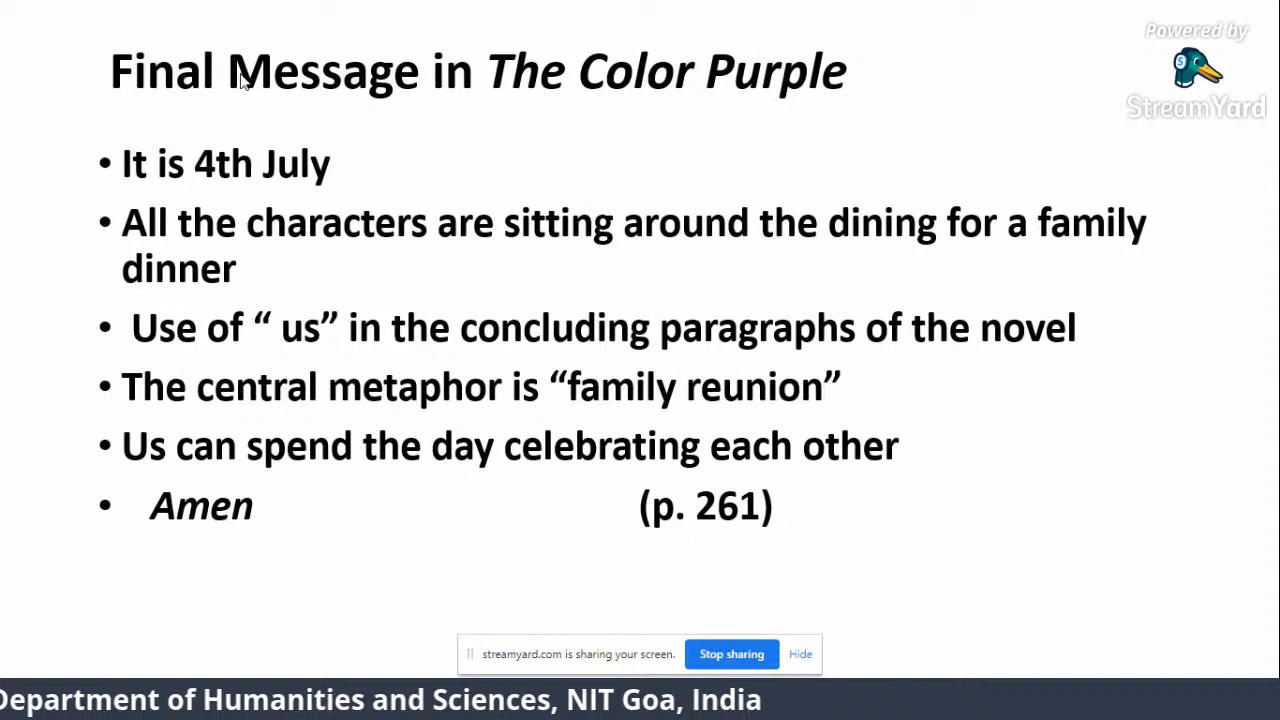 Final Message in The Color Purple
Powered by
S
StreamYard
• It is 4th July
• All the characters are sitting around the dining for a family
dinner
• Use of “ us” in the concluding paragraphs of the novel
• The central metaphor is “family reunion”
• Us can spend the day celebrating each other
• Amen (p. 261)
streamyard.com is sharing your screen. Stop sharing Hide
Department of Humanities and Sciences, NIT Goa, India